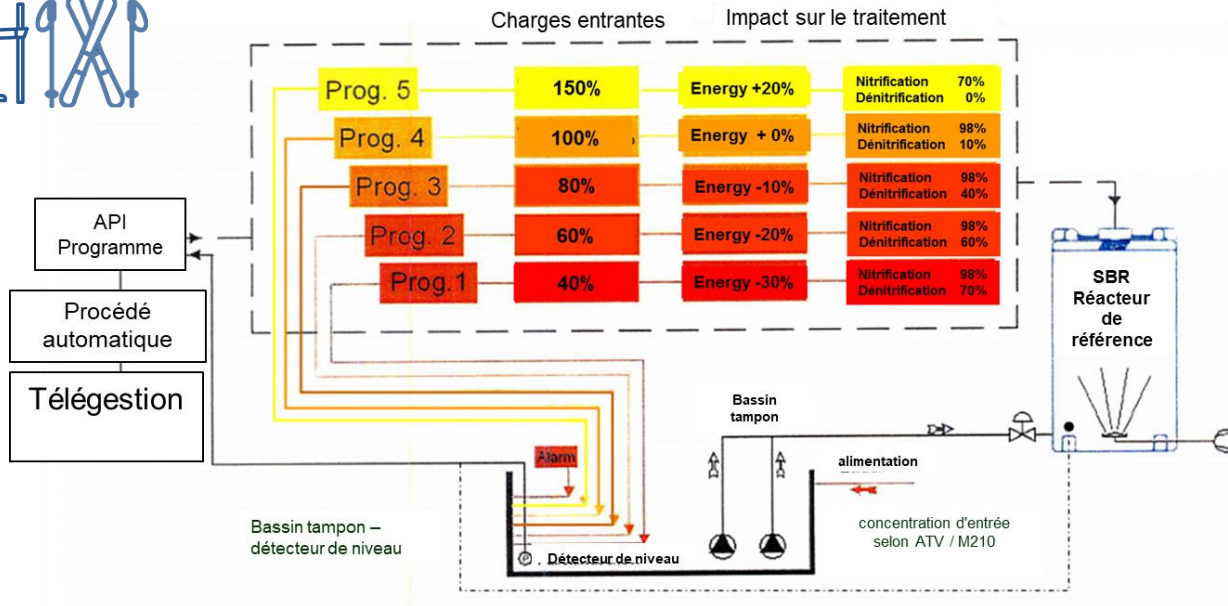 Charges entrantes
Impact sur le traitement
Prog. 5
150%
Energy +20%
Nitrification 70%
Dénitrification 0%
Prog. 4
100%
Energy + 0%
Nitrification 98%
Dénitrification 10%
Prog. 3
80%
Energy -10%
Nitrification 98%
Dénitrification 40%
Prog. 2
60%
Energy -20%
Nitrification 98%
Dénitrification 60%
Prog.1
40%
Energy -30%
Nitrification 98%
Dénitrification 70%
API
Programme
Procédé
automatique
Télégestion
SBR
Réacteur
de
référence
Bassin
tampon
Alarm
alimentation
Bassin tampon –
détecteur de niveau
P
. Détecteur de niveau
concentration d'entrée
selon ATV / M210